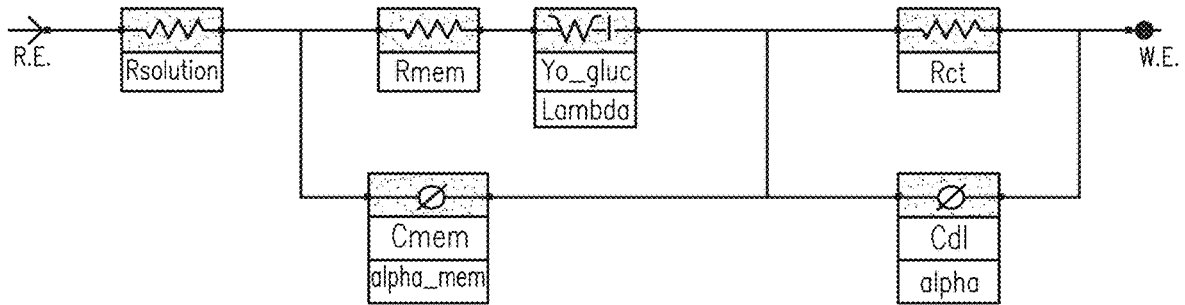 R.E.
Rsolution
Rmem
Yo_gluc
Lambda
Rct
W.E.
Cmem
alpha_mem
Cdl
alpha